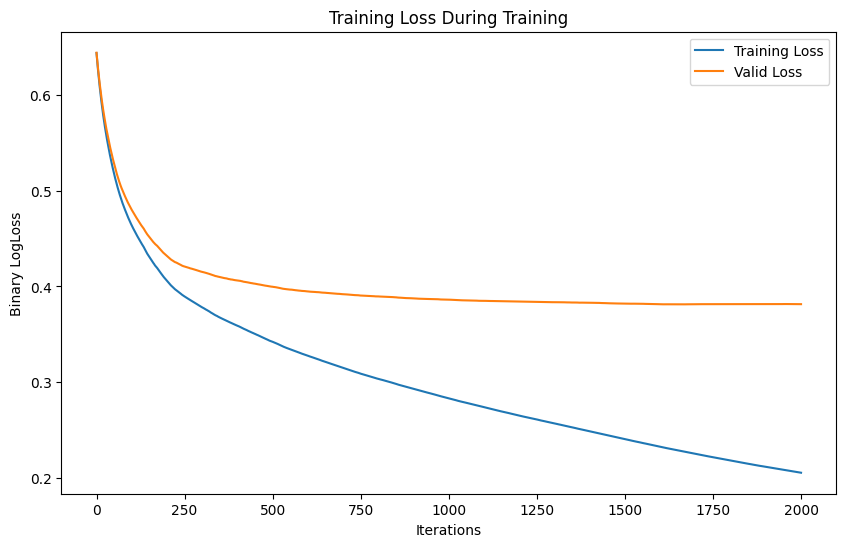 Training Loss During Training
Training Loss
Valid Loss
Binary LogLoss
0.6
0.5
0.4
0.3
0.2
0 250 500 750 1000 1250 1500 1750 2000
Iterations